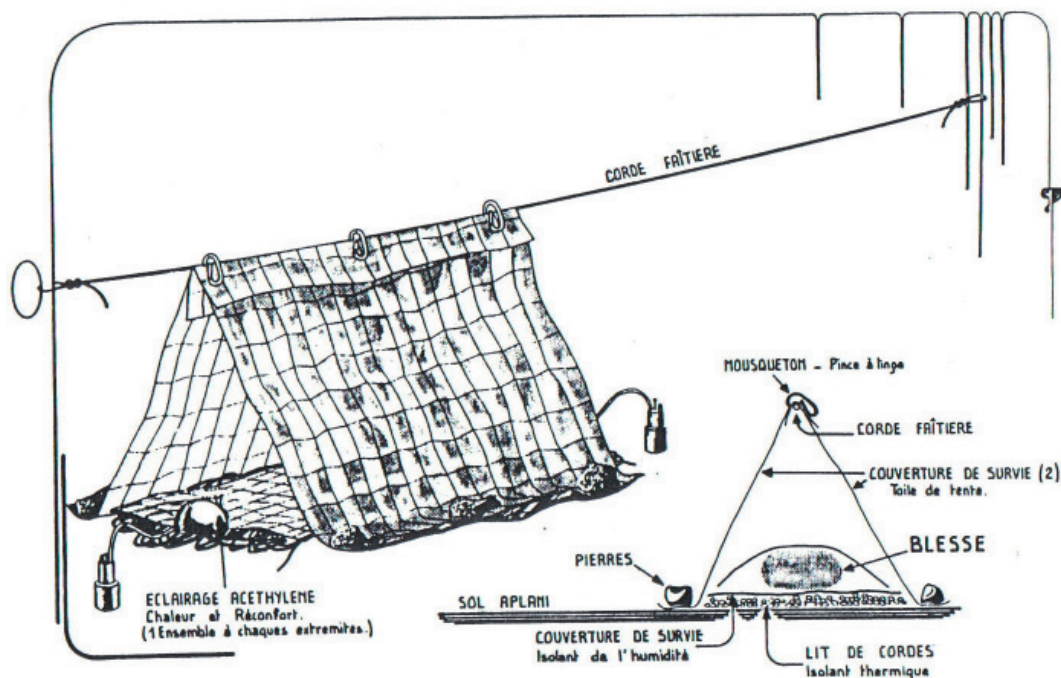 CORDE FAÎTIERE
MOUSQUETON - Pince à linge
CORDE FAÎTIERE
COUVERTURE DE SURVIE (2)
Toile de tente.
BLESSE
PIERRES
SOL APLANI
ECLAIRAGE ACETHYLENE
Chaleur et Réconfort.
(1 Ensemble à chaques extremites.)
COUVERTURE DE SURVIE
Isolant de l'humidité
LIT DE CORDES
Isolant thermique